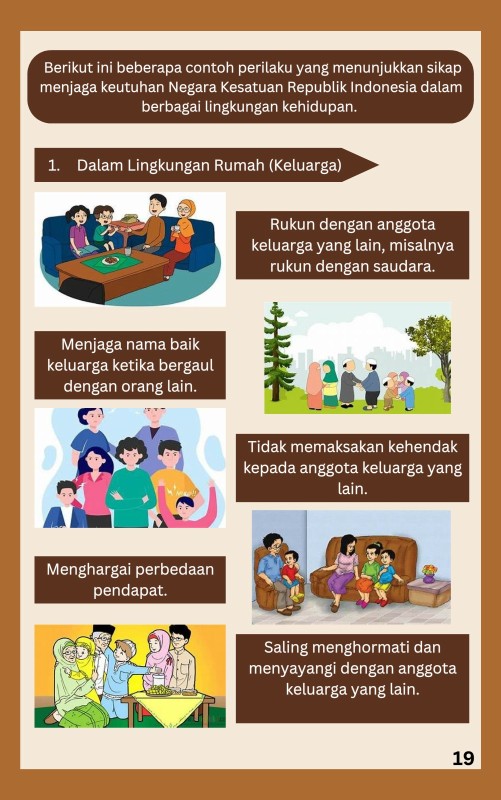 Berikut ini beberapa contoh perilaku yang menunjukkan sikap
menjaga keutuhan Negara Kesatuan Republik Indonesia dalam
berbagai lingkungan kehidupan.
1. Dalam Lingkungan Rumah (Keluarga)
Rukun dengan anggota
keluarga yang lain, misalnya
rukun dengan saudara.
Menjaga nama baik
keluarga ketika bergaul
dengan orang lain.
Tidak memaksakan kehendak
kepada anggota keluarga yang
lain.
Menghargai perbedaan
pendapat.
Saling menghormati dan
menyayangi dengan anggota
keluarga yang lain.
19